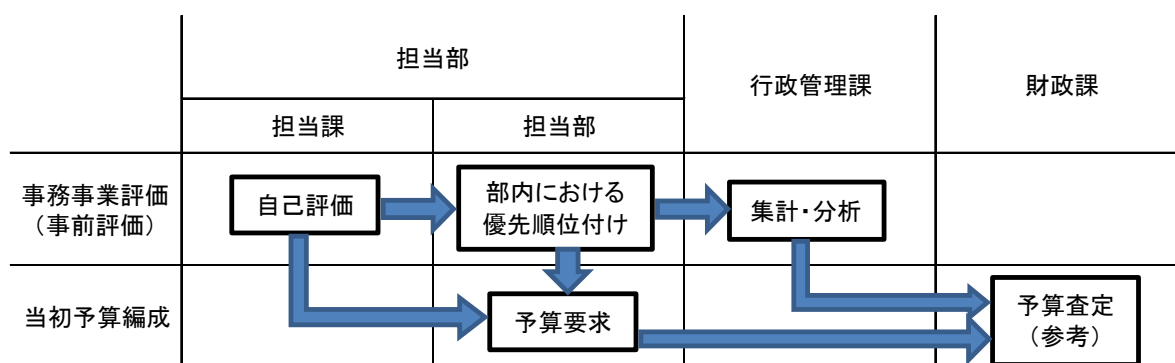 担当部
行政管理課
財政課
担当課
担当部
事務事業評価
（事前評価）
自己評価
部内における
優先順位付け
集計・分析
当初予算編成
予算要求
予算査定
（参考）